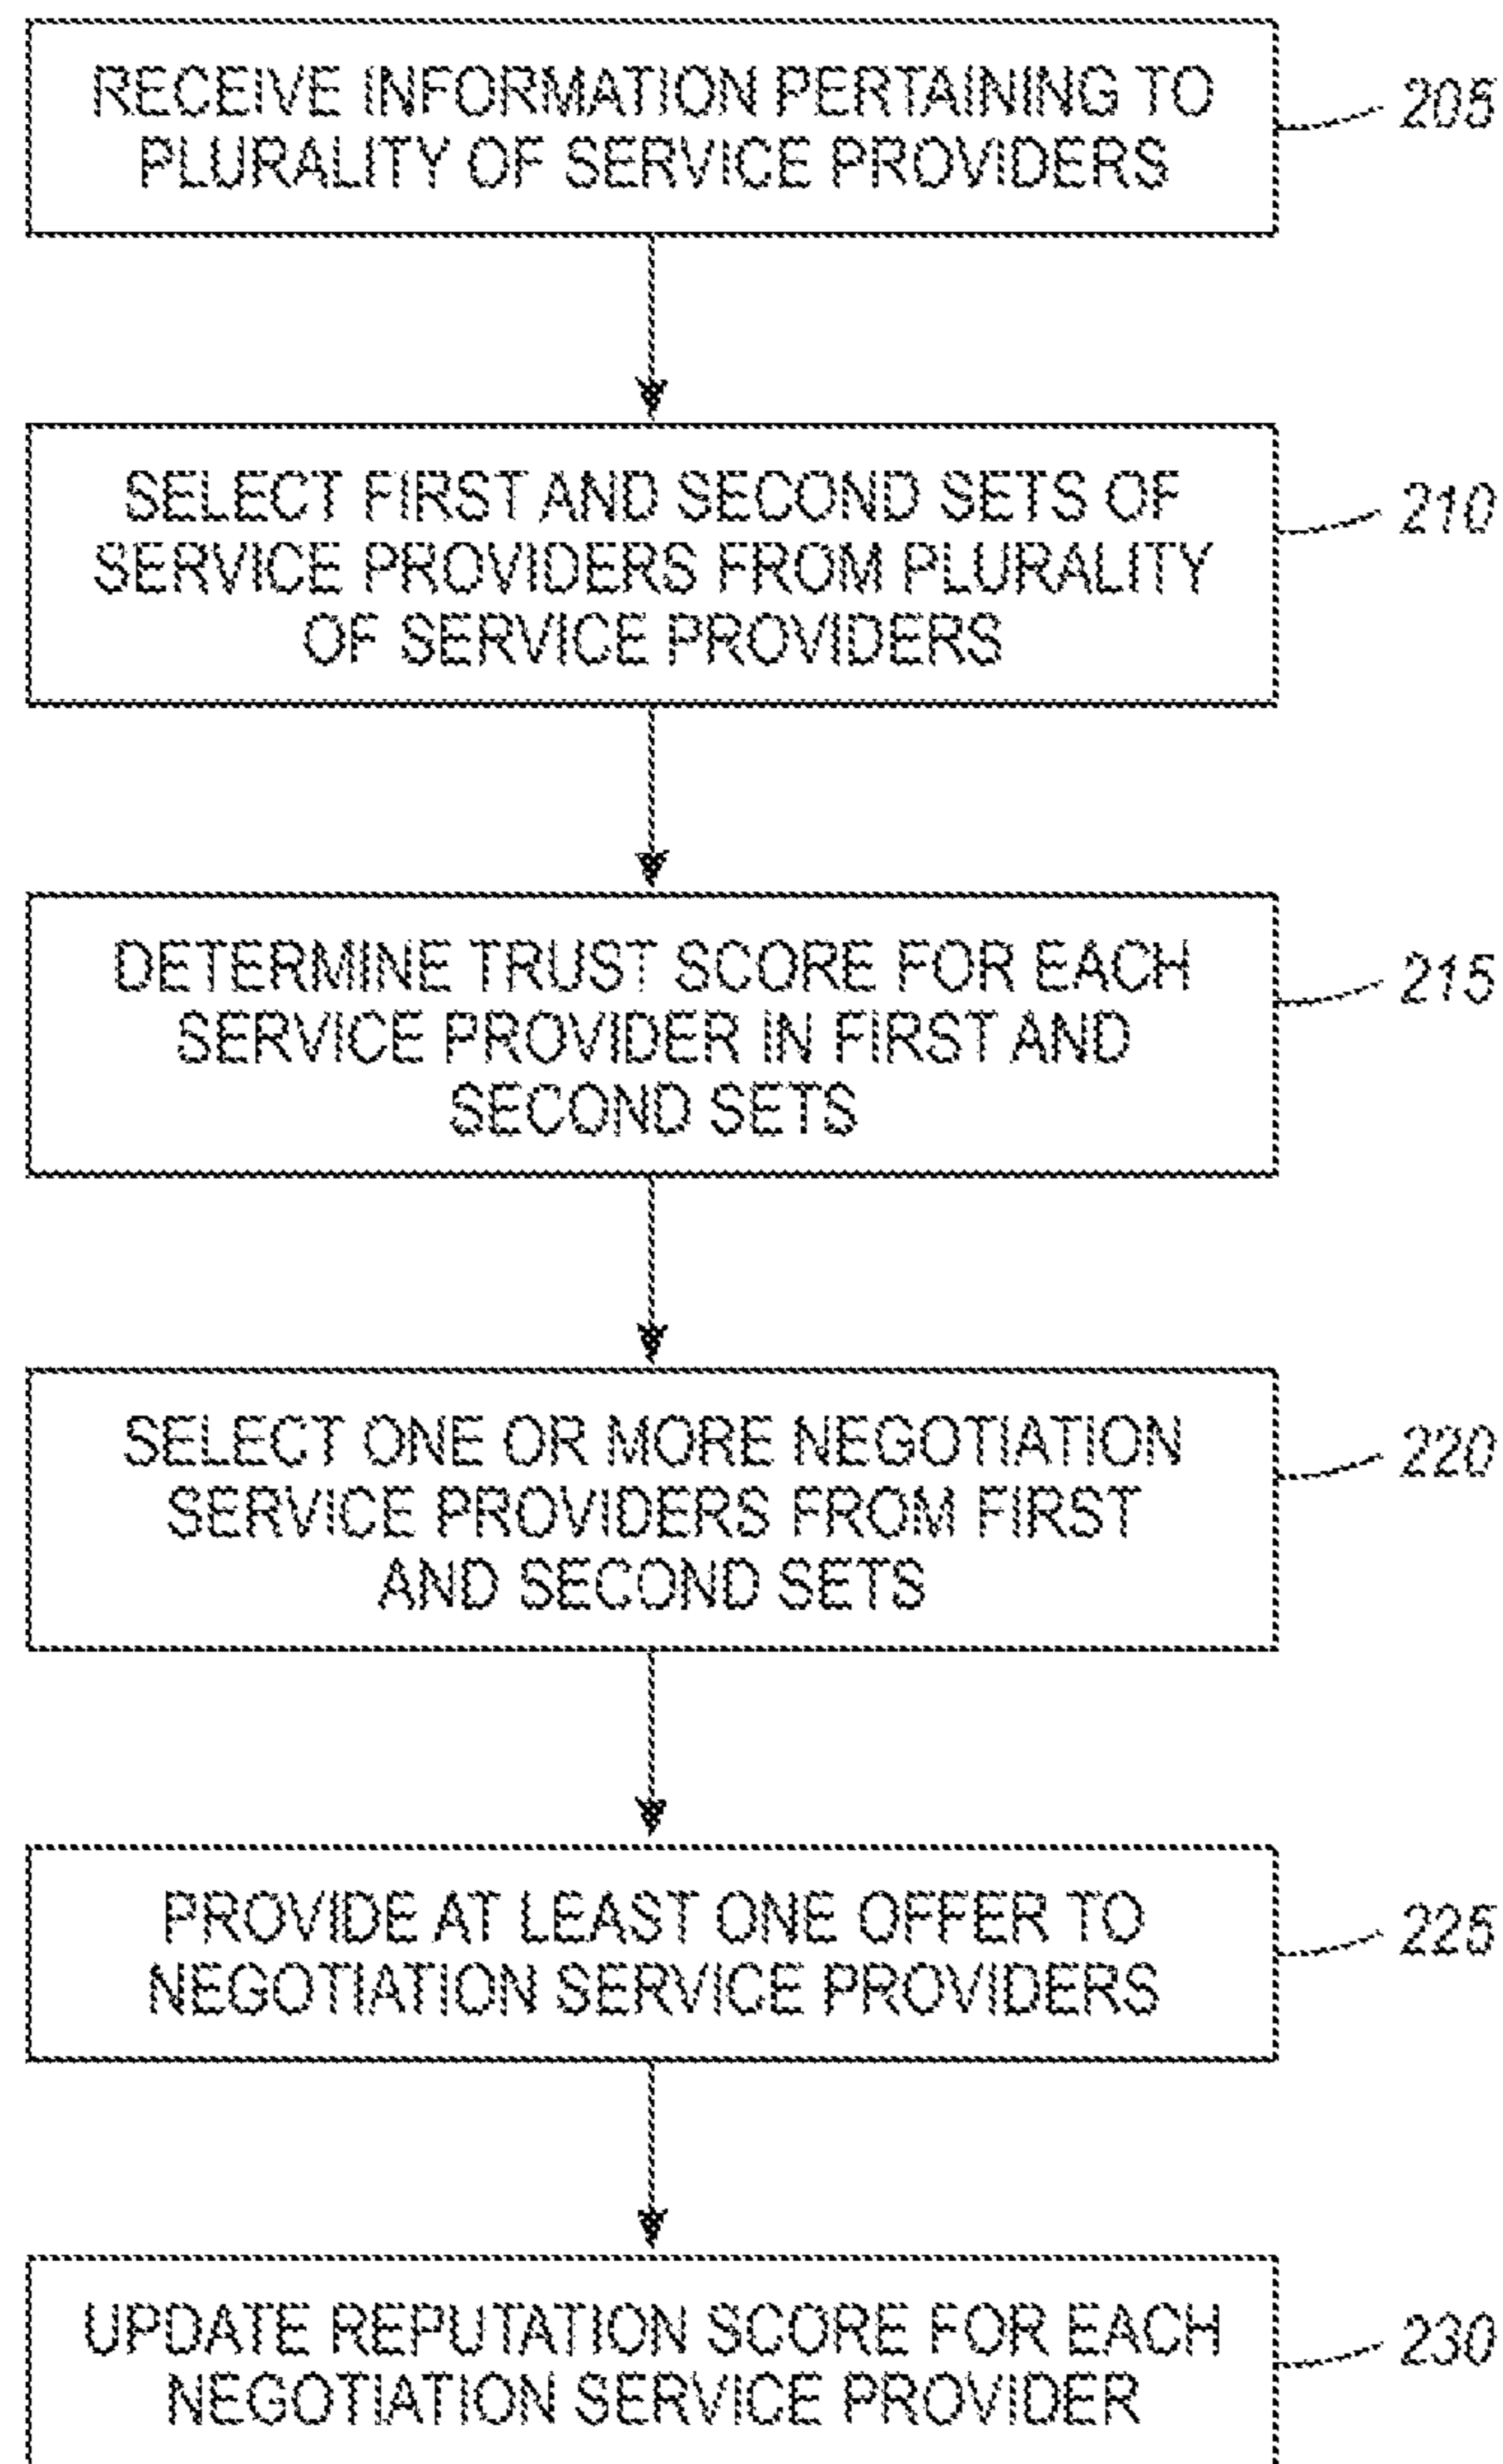 RECEIVE INFORMATION PERTAINING TO
PLURALITY OF SERVICE PROVIDERS
205
SELECT FIRST AND SECOND SETS OF
SERVICE PROVIDERS FROM PLURALITY
OF SERVICE PROVIDERS
210
DETERMINE TRUST SCORE FOR EACH
SERVICE PROVIDER IN FIRST AND
SECOND SETS
215
SELECT ONE OR MORE NEGOTIATION
SERVICE PROVIDERS FROM FIRST
AND SECOND SETS
220
PROVIDE AT LEAST ONE OFFER TO
NEGOTIATION SERVICE PROVIDERS
225
UPDATE REPUTATION SCORE FOR EACH
NEGOTIATION SERVICE PROVIDER
230